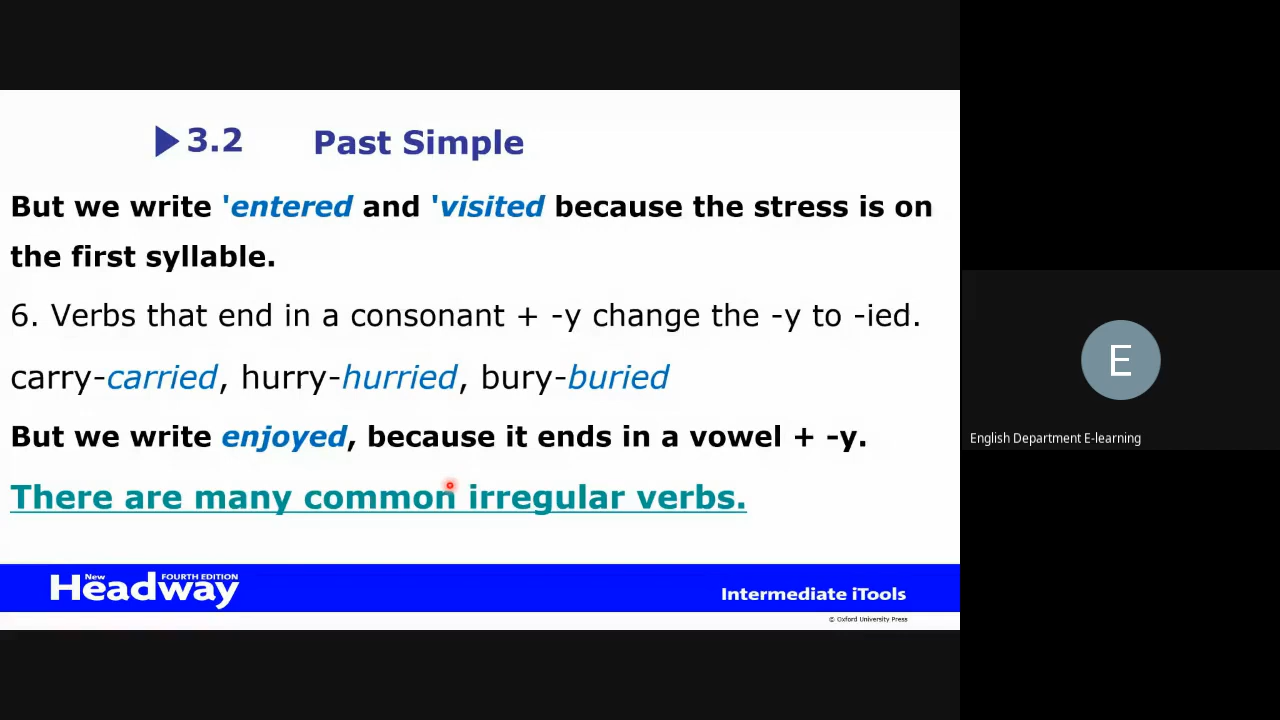 3.2 Past Simple
But we write 'entered and 'visited because the stress is on
the first syllable.
6. Verbs that end in a consonant + -y change the -y to -ied.
carry-carried, hurry-hurried, bury-buried
But we write enjoyed, because it ends in a vowel + -y.
There are many common irregular verbs.
New Headway FOURTH EDITION
Intermediate iTools
© Oxford University Press
E
English Department E-learning